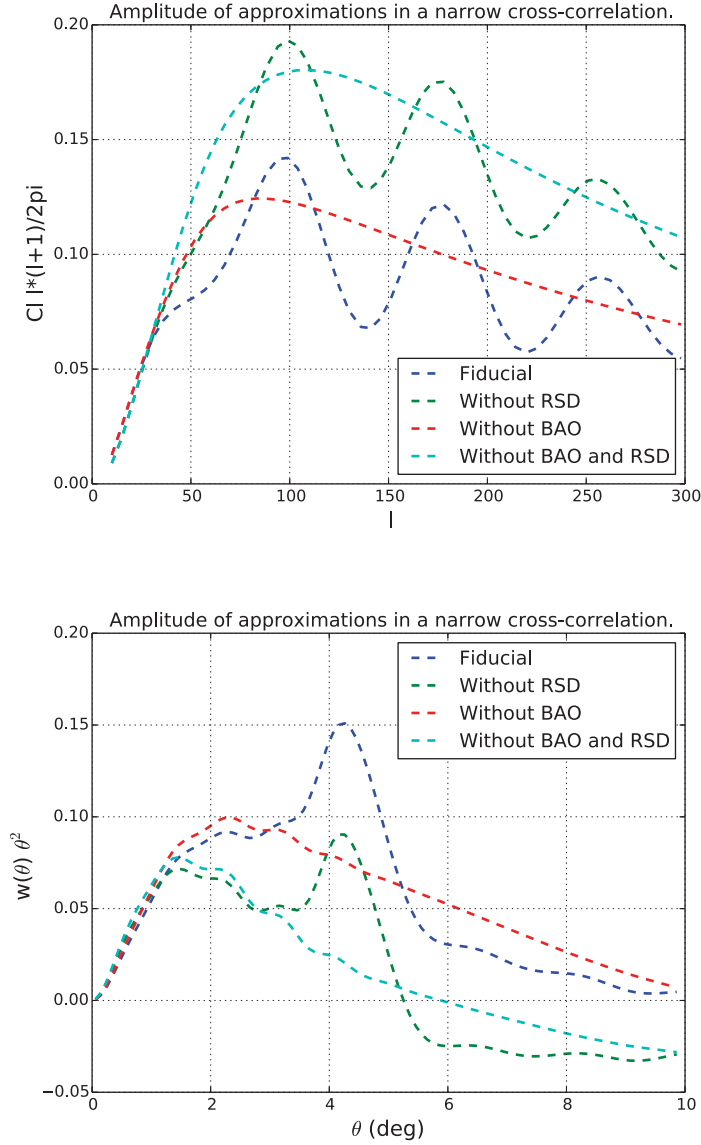 Amplitude of approximations in a narrow cross-correlation.
0.20
0.15
0.10
0.05
0.00
Cl l*(l+1)/2pi
Fiducial
Without RSD
Without BAO
Without BAO and RSD
0 50 100 150 200 250 300
l
Amplitude of approximations in a narrow cross-correlation.
0.20
0.15
0.10
0.05
0.00
−0.05
w(θ) θ²
Fiducial
Without RSD
Without BAO
Without BAO and RSD
0 2 4 6 8 10
θ (deg)